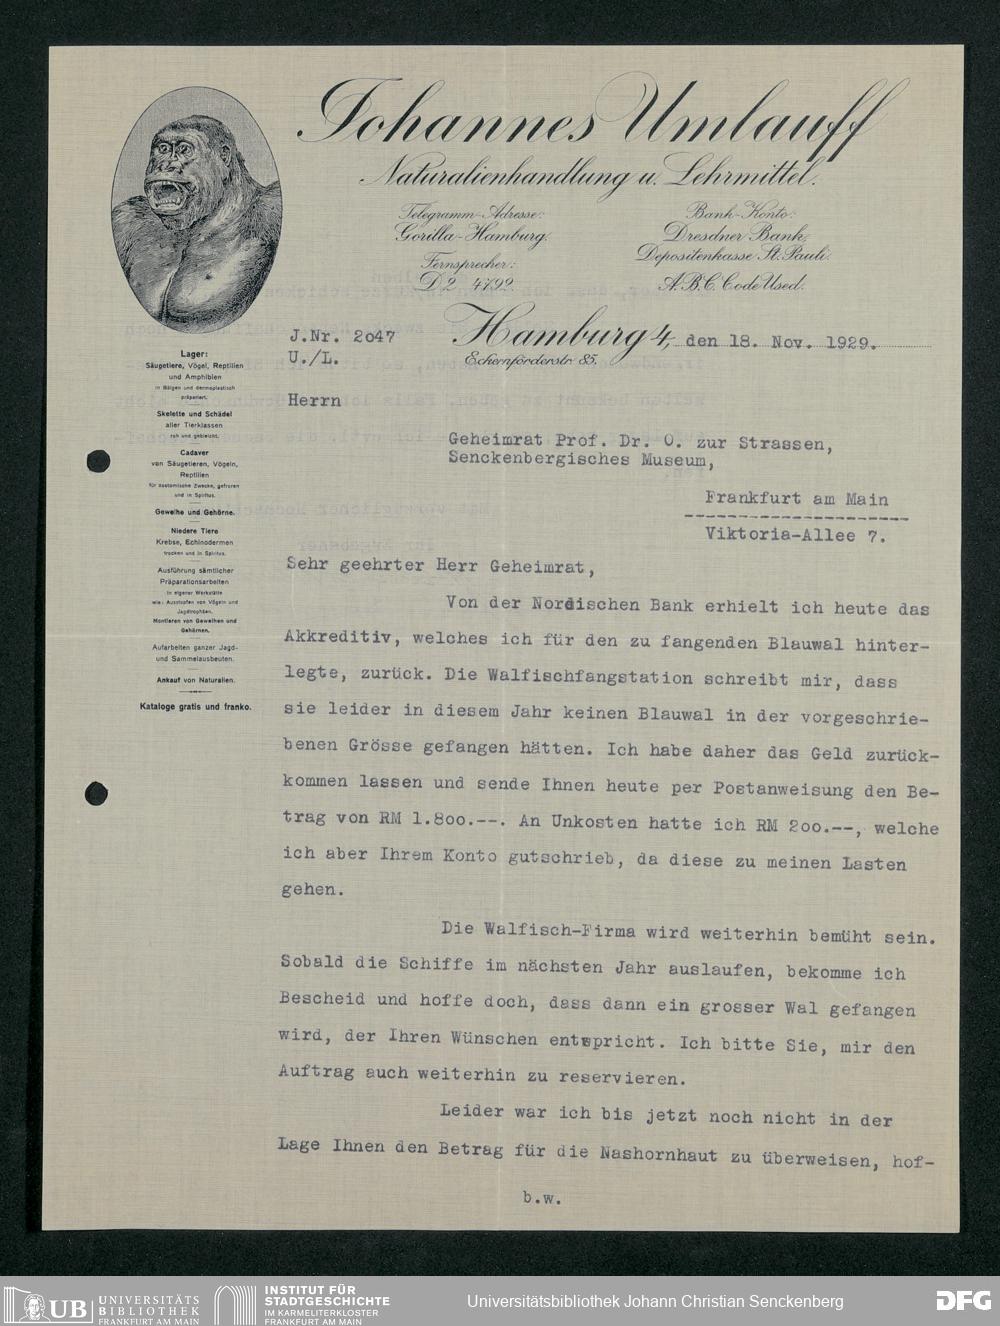 Johannes Umlauff
Naturalienhandlung u. Lehrmittel.
Telegramm-Adresse:
Gorilla-Hamburg.
Fernsprecher:
D2 4792
Bank-Konto:
Dresdner Bank,
Depositenkasse St. Pauli.
A.B.C. Code Used.
J.Nr. 2o47
U./L.
Hamburg 4, den 18. Nov. 1929.
Eckernförderstr. 85.
Lager:
Säugetiere, Vögel, Reptilien
und Amphibien
in Bälgen und dermoplastisch
präpariert.
Skelette und Schädel
aller Tierklassen
roh und gebleicht.
Cadaver
von Säugetieren, Vögeln,
Reptilien
für anatomische Zwecke, gefroren
und in Spiritus.
Geweihe und Gehörne.
Niedere Tiere
Krebse, Echinodermen
trocken und in Spiritus.
Ausführung sämtlicher
Präparationsarbeiten
in eigener Werkstätte
wie: Ausstopfen von Vögeln und
Jagdtrophäen.
Montieren von Geweihen und
Gehörnen.
Aufarbeiten ganzer Jagd-
und Sammelausbeuten.
Ankauf von Naturalien.
Kataloge gratis und franko.
Herrn
Geheimrat Prof. Dr. O. zur Strassen,
Senckenbergisches Museum,
Frankfurt am Main
Viktoria-Allee 7.
Sehr geehrter Herr Geheimrat,
Von der Nordischen Bank erhielt ich heute das
Akkreditiv, welches ich für den zu fangenden Blauwal hinter-
legte, zurück. Die Walfischfangstation schreibt mir, dass
sie leider in diesem Jahr keinen Blauwal in der vorgeschrie-
benen Grösse gefangen hätten. Ich habe daher das Geld zurück-
kommen lassen und sende Ihnen heute per Postanweisung den Be-
trag von RM 1.8oo.--. An Unkosten hatte ich RM 2oo.--, welche
ich aber Ihrem Konto gutschrieb, da diese zu meinen Lasten
gehen.
Die Walfisch-Firma wird weiterhin bemüht sein.
Sobald die Schiffe im nächsten Jahr auslaufen, bekomme ich
Bescheid und hoffe doch, dass dann ein grosser Wal gefangen
wird, der Ihren Wünschen entspricht. Ich bitte Sie, mir den
Auftrag auch weiterhin zu reservieren.
Leider war ich bis jetzt noch nicht in der
Lage Ihnen den Betrag für die Nashornhaut zu überweisen, hof-
b.w.
UB UNIVERSITÄTS
BIBLIOTHEK
FRANKFURT AM MAIN
INSTITUT FÜR
STADTGESCHICHTE
IM KARMELITERKLOSTER
FRANKFURT AM MAIN
Universitätsbibliothek Johann Christian Senckenberg
DFG